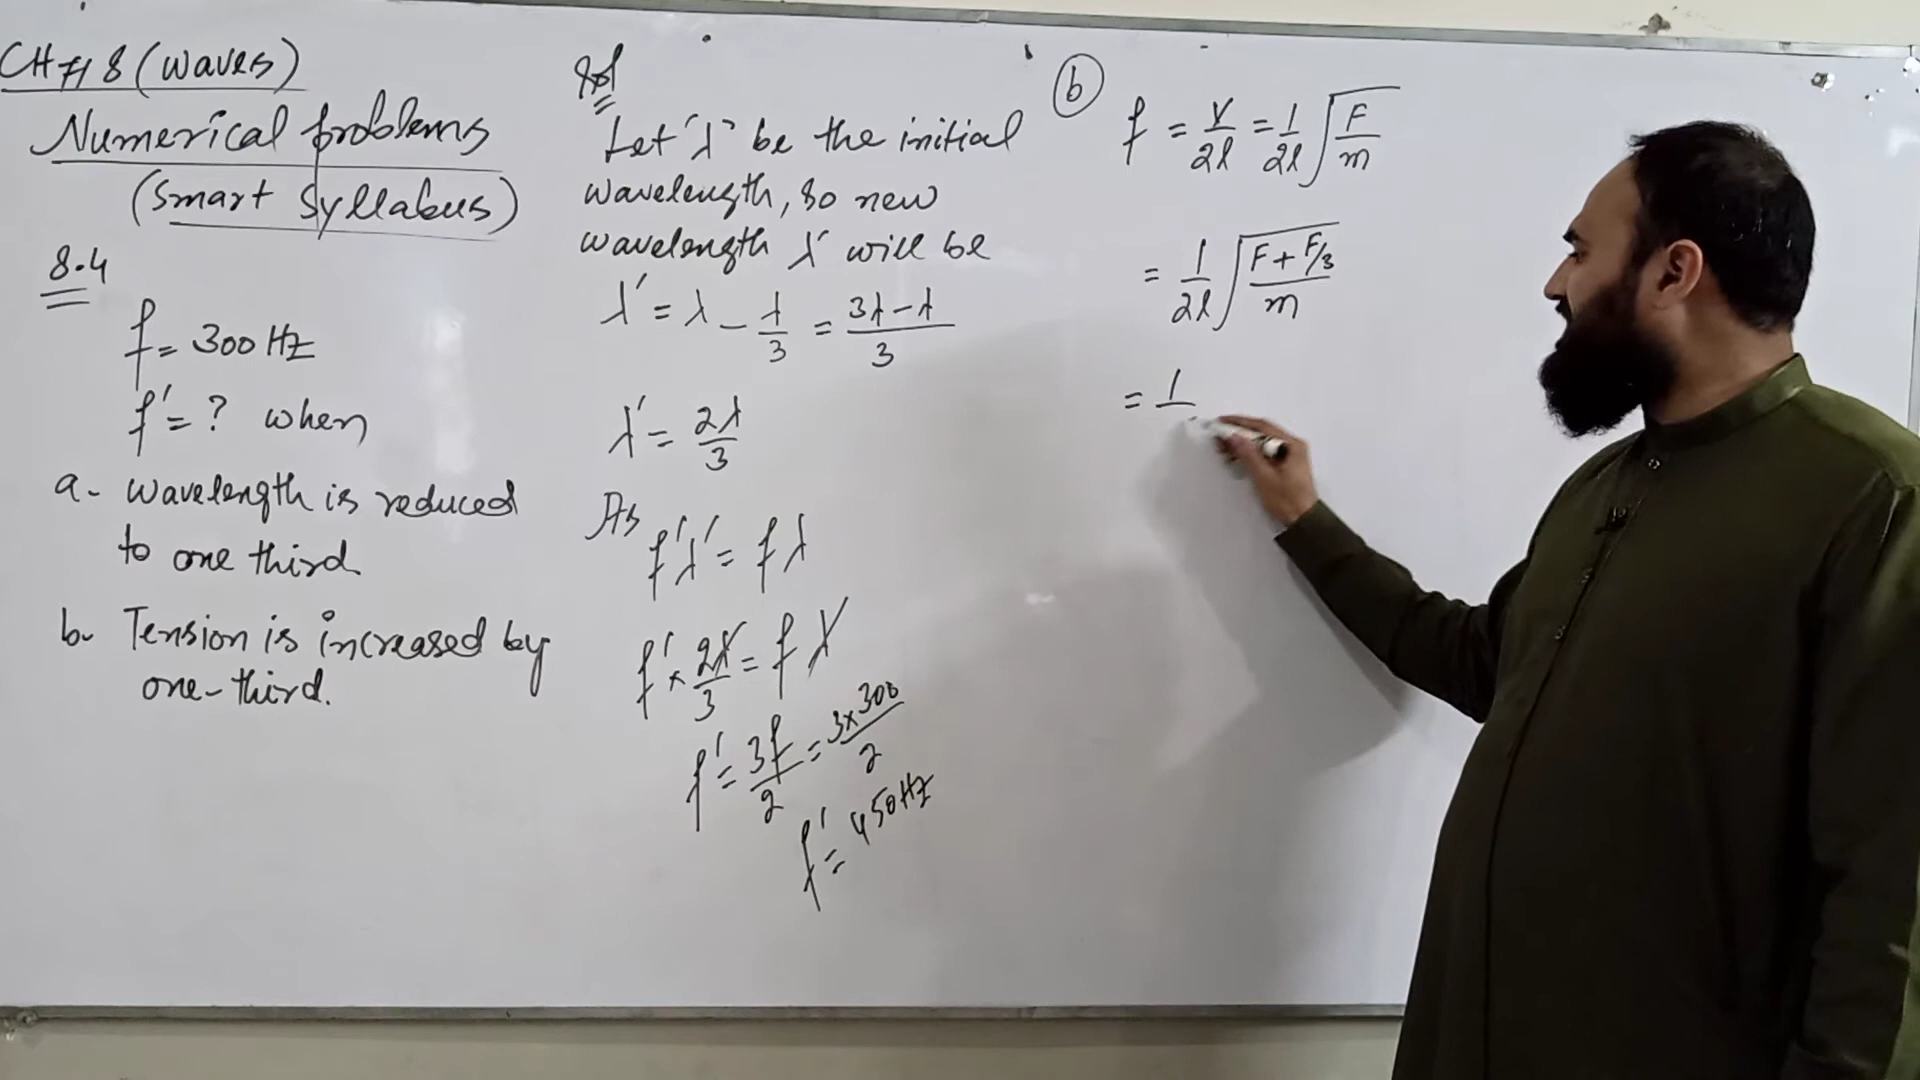 CH # 8 (waves)
Numerical problems
(Smart Syllabus)
8.4
f = 300 Hz
f' = ? when
a- wavelength is reduced
to one third.
b- Tension is increased by
one-third.
Sol
Let 'λ' be the initial
wavelength, so new
wavelength λ' will be
λ' = λ - λ/3 = (3λ - λ)/3
λ' = 2λ/3
As
f'λ' = fλ
f' × 2λ/3 = fλ
f' = 3f/2 = 3×300/2
f' = 450 Hz
(b) f = v/2l = 1/2l √(F/m)
= 1/2l √((F + F/3)/m)
= 1